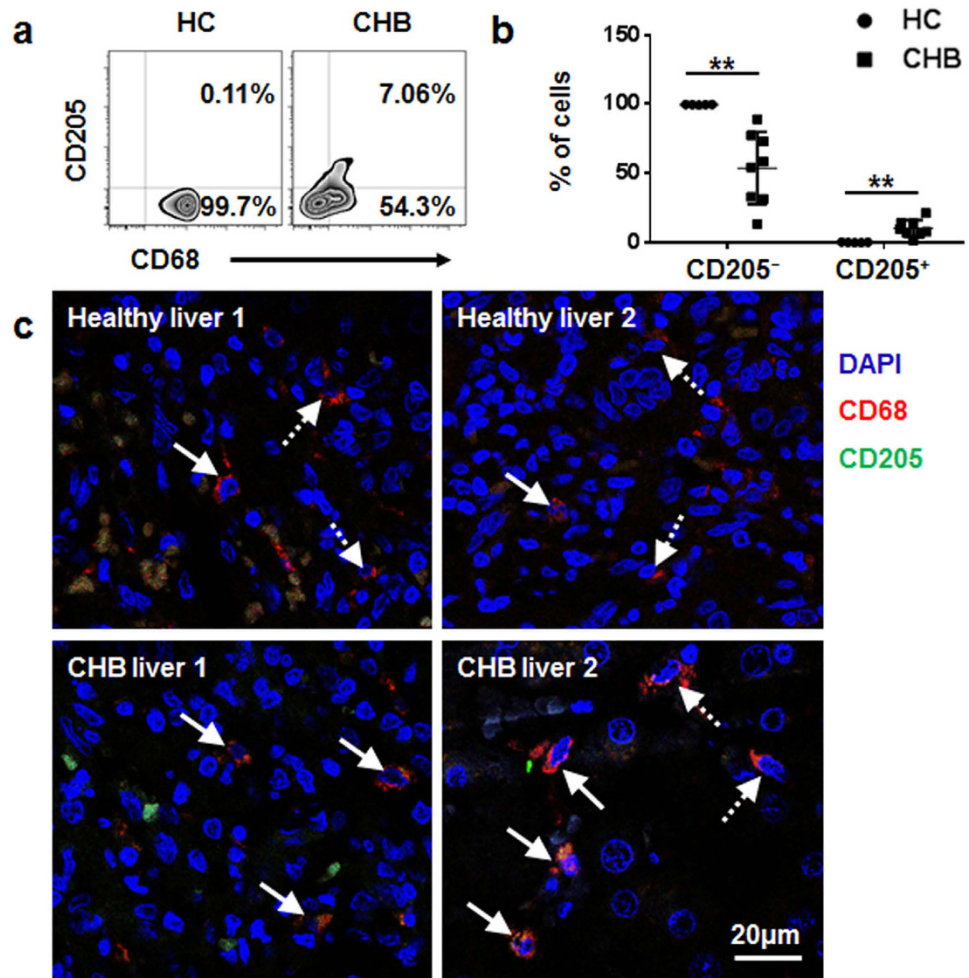 a
HC
CHB
CD205
0.11%
99.7%
7.06%
54.3%
CD68
b
HC
CHB
% of cells
150
100
50
0
**
**
CD205⁻
CD205⁺
c
Healthy liver 1
Healthy liver 2
DAPI
CD68
CD205
CHB liver 1
CHB liver 2
20µm